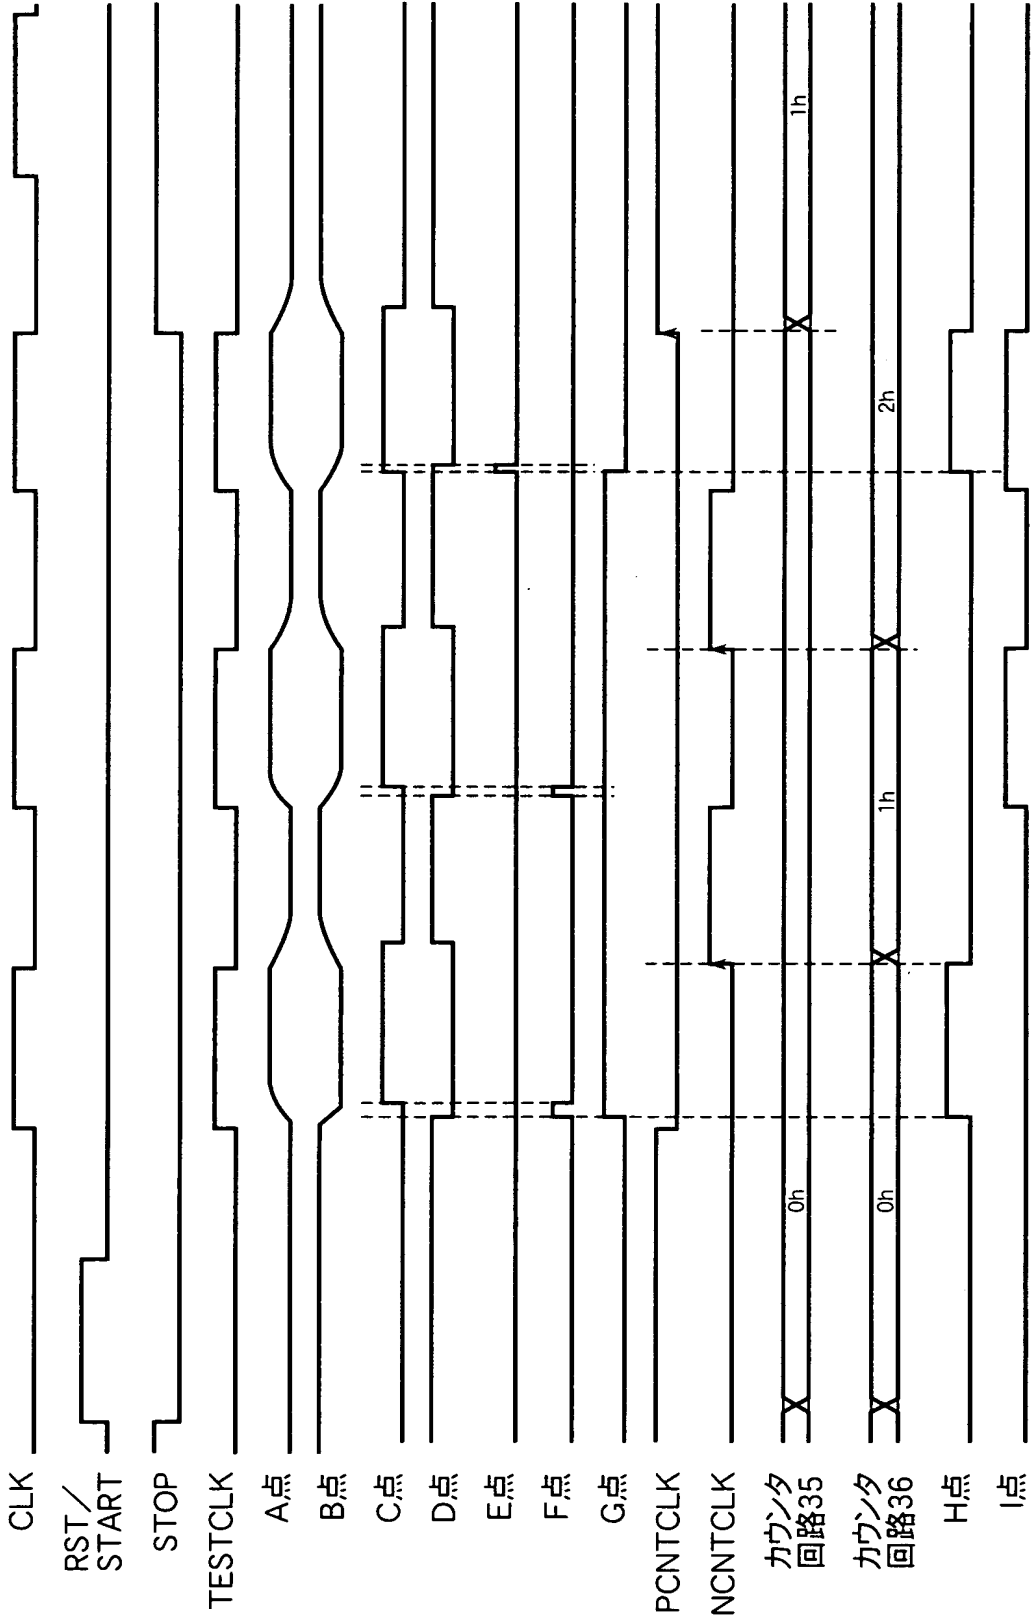 CLK
RST/
START
STOP
TESTCLK
A点
B点
C点
D点
E点
F点
G点
PCNTCLK
NCNTCLK
カウンタ
回路35
0h
1h
カウンタ
回路36
0h
1h
2h
H点
I点